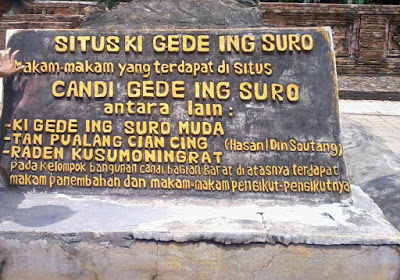 SITUS KI GEDE ING SURO
makam-makam yang terdapat di situs
CANDI GEDE ING SURO
antara lain :
-KI GEDE ING SURO MUDA
-TAN PUALANG CIAN CING (Hasan Din Soutang)
-RADEN KUSUMONINGRAT
pada kelompok bangunan candi bagian Barat di atasnya terdapat
makam panembahan dan makam-makam pengikut-pengikutnya